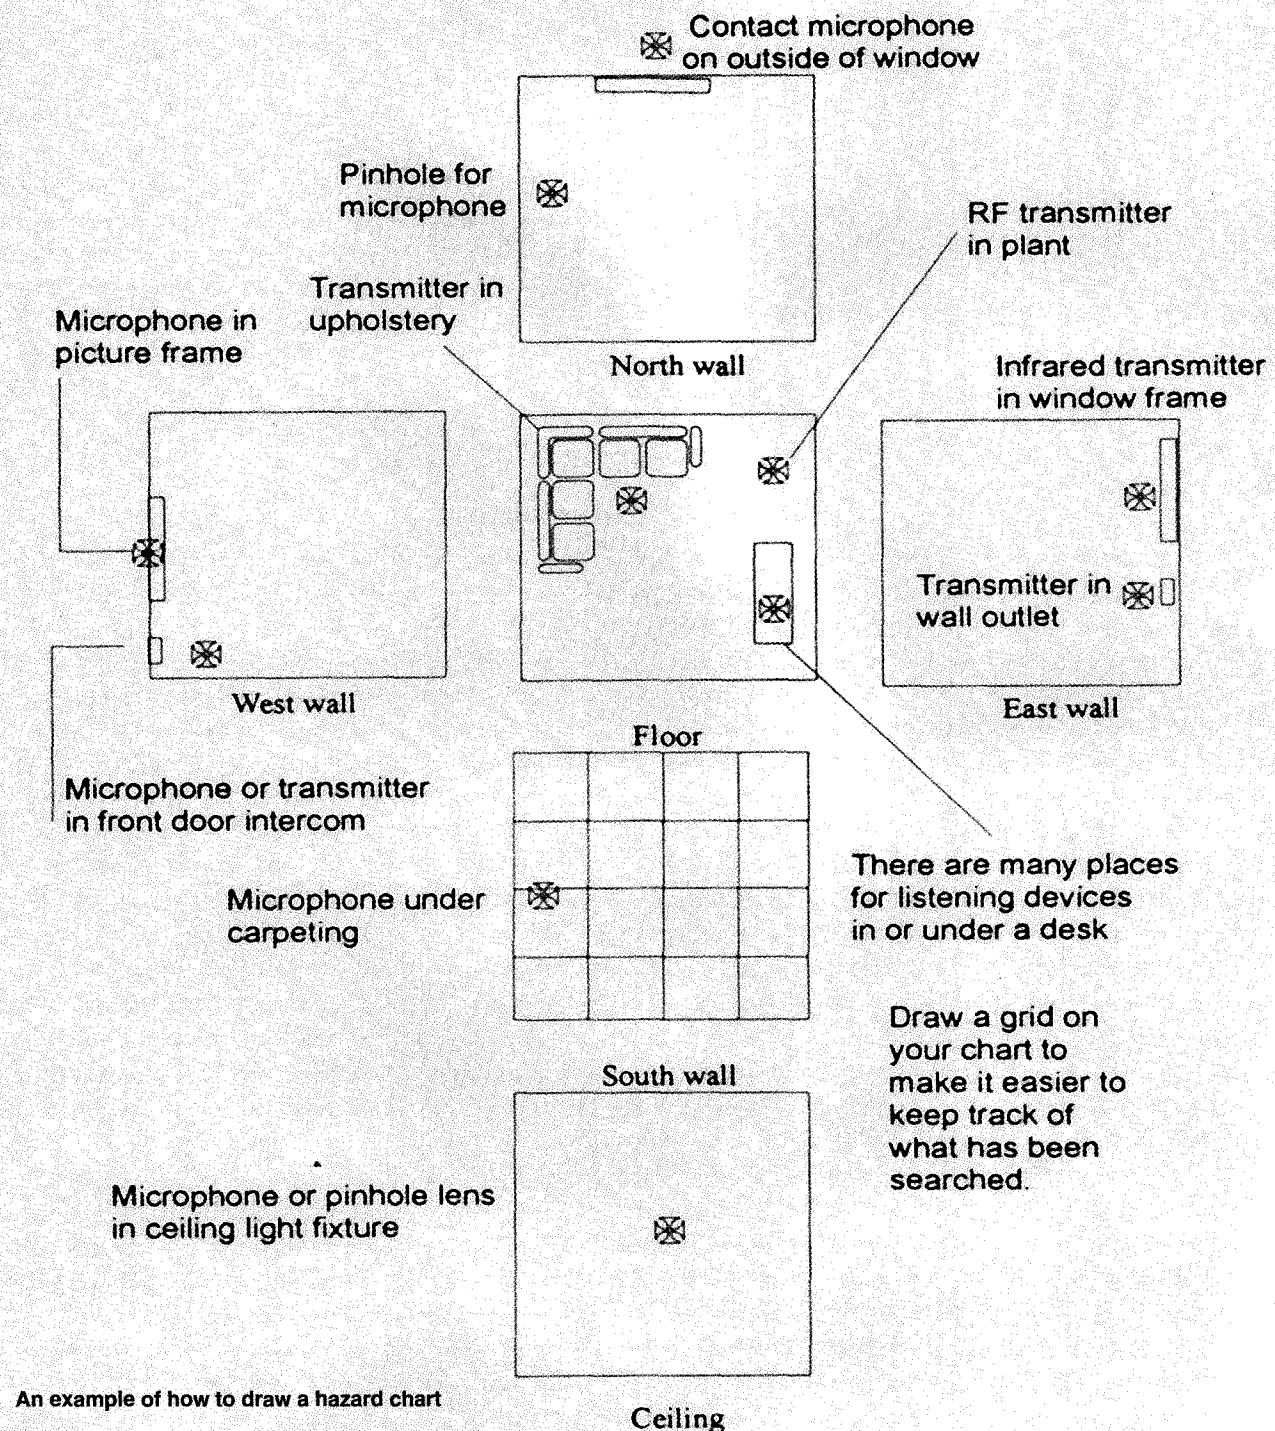 Contact microphone
on outside of window
Pinhole for
microphone
RF transmitter
in plant
Transmitter in
upholstery
Microphone in
picture frame
North wall
Infrared transmitter
in window frame
Transmitter in
wall outlet
West wall
East wall
Floor
Microphone or transmitter
in front door intercom
There are many places
for listening devices
in or under a desk
Microphone under
carpeting
Draw a grid on
your chart to
make it easier to
keep track of
what has been
searched.
South wall
Microphone or pinhole lens
in ceiling light fixture
An example of how to draw a hazard chart
Ceiling